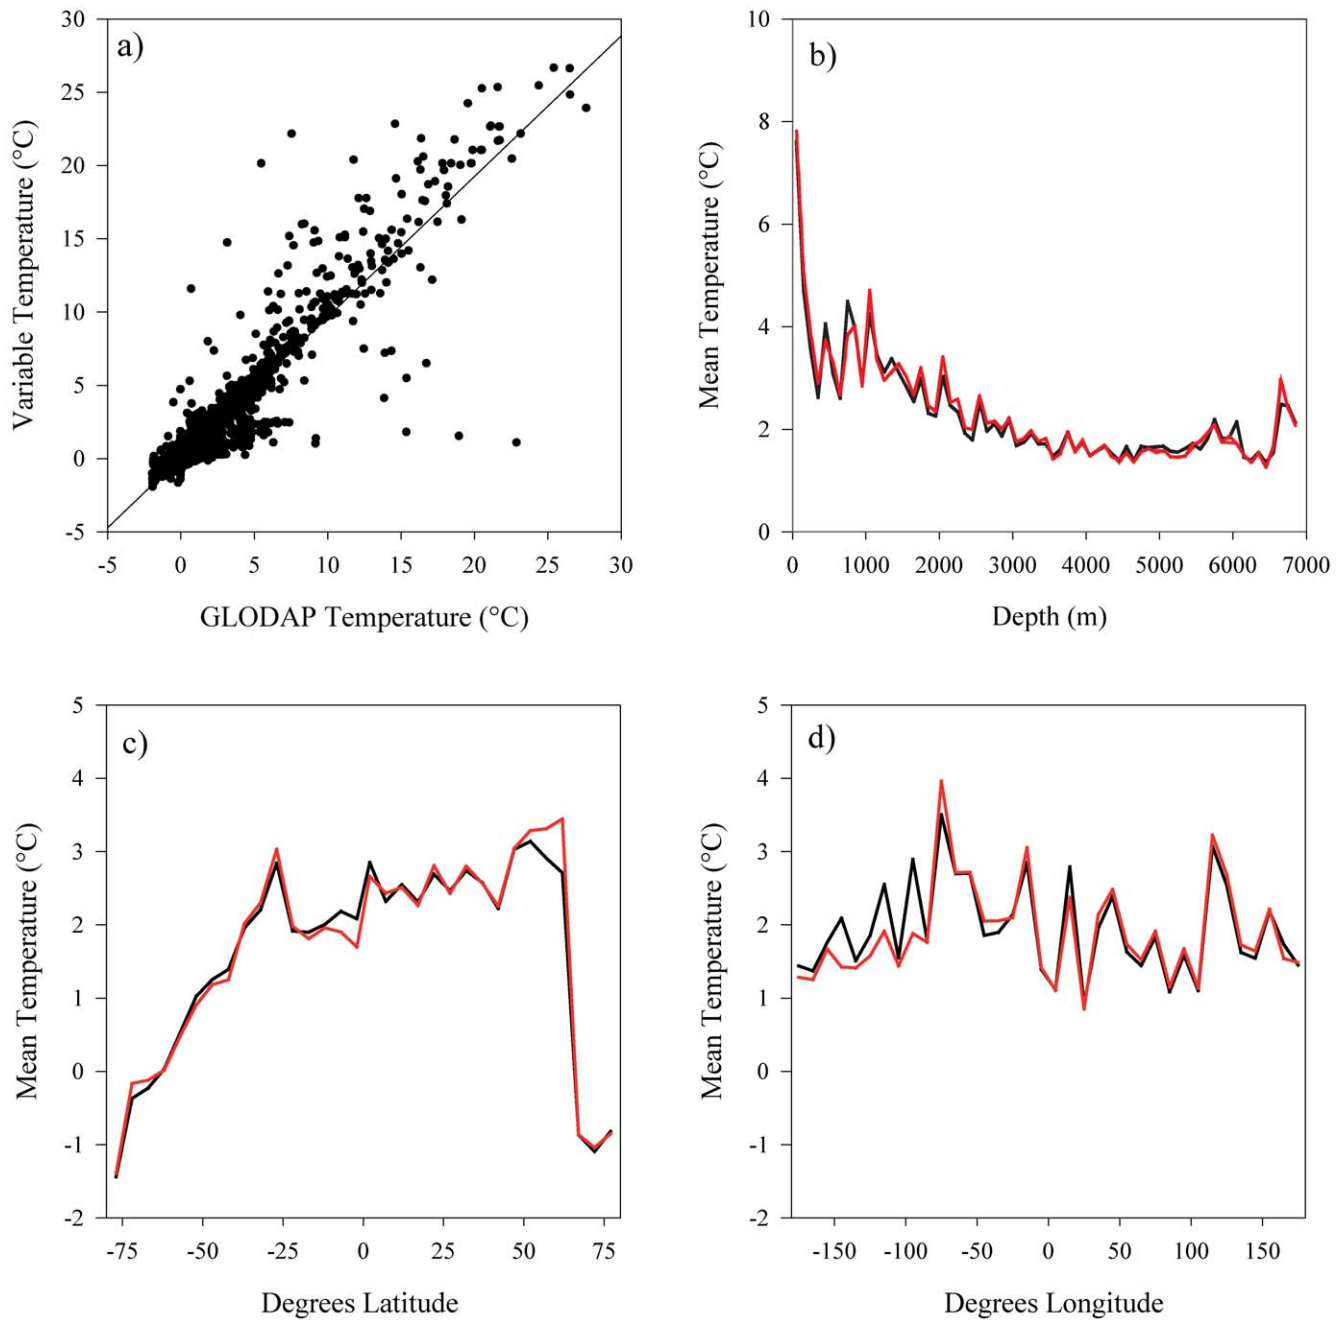 a)
30
25
20
15
10
5
0
-5
Variable Temperature (°C)
-5 0 5 10 15 20 25 30
GLODAP Temperature (°C)
b)
10
8
6
4
2
0
Mean Temperature (°C)
0 1000 2000 3000 4000 5000 6000 7000
Depth (m)
c)
5
4
3
2
1
0
-1
-2
Mean Temperature (°C)
-75 -50 -25 0 25 50 75
Degrees Latitude
d)
5
4
3
2
1
0
-1
-2
Mean Temperature (°C)
-150 -100 -50 0 50 100 150
Degrees Longitude